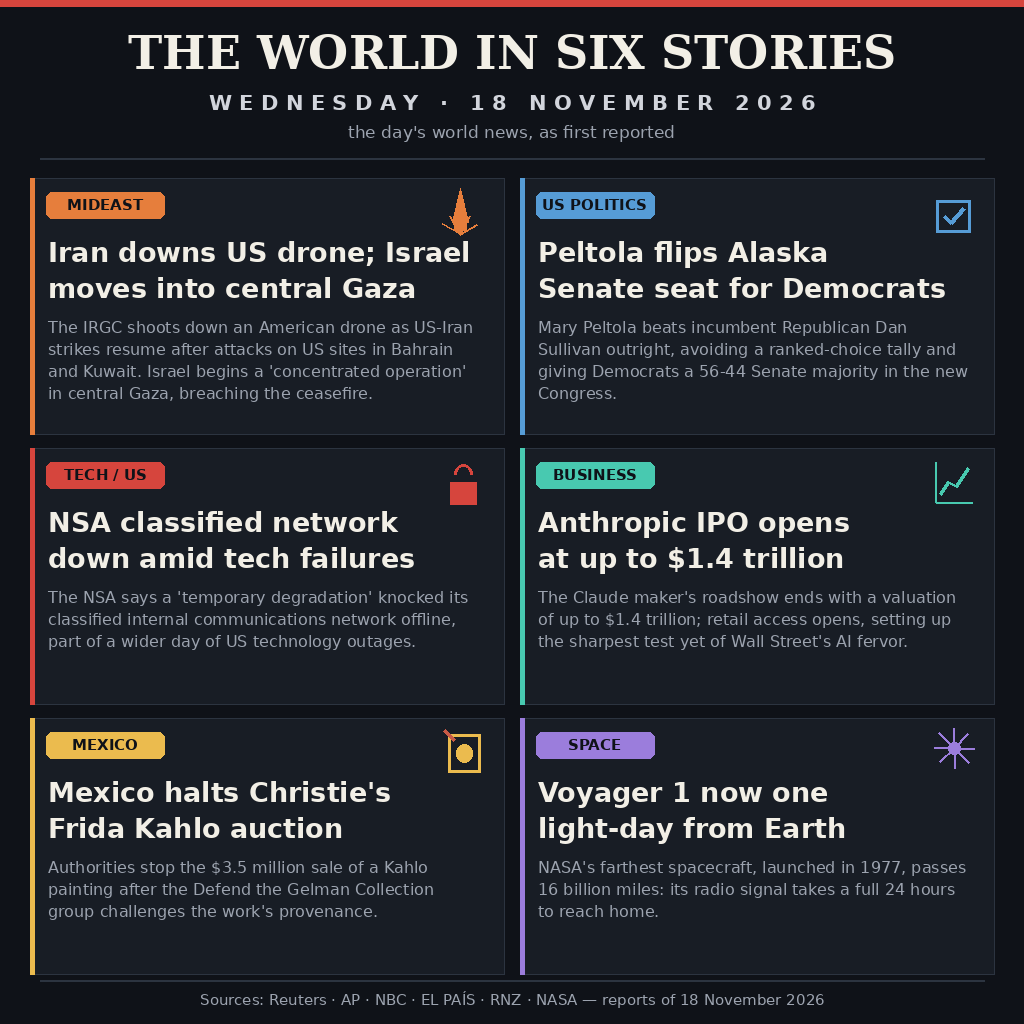 THE WORLD IN SIX STORIES
WEDNESDAY · 18 NOVEMBER 2026
the day's world news, as first reported
MIDEAST
Iran downs US drone; Israel
moves into central Gaza
The IRGC shoots down an American drone as US-Iran
strikes resume after attacks on US sites in Bahrain
and Kuwait. Israel begins a 'concentrated operation'
in central Gaza, breaching the ceasefire.
US POLITICS
Peltola flips Alaska
Senate seat for Democrats
Mary Peltola beats incumbent Republican Dan
Sullivan outright, avoiding a ranked-choice tally and
giving Democrats a 56-44 Senate majority in the new
Congress.
TECH / US
NSA classified network
down amid tech failures
The NSA says a 'temporary degradation' knocked its
classified internal communications network offline,
part of a wider day of US technology outages.
BUSINESS
Anthropic IPO opens
at up to $1.4 trillion
The Claude maker's roadshow ends with a valuation
of up to $1.4 trillion; retail access opens, setting up
the sharpest test yet of Wall Street's AI fervor.
MEXICO
Mexico halts Christie's
Frida Kahlo auction
Authorities stop the $3.5 million sale of a Kahlo
painting after the Defend the Gelman Collection
group challenges the work's provenance.
SPACE
Voyager 1 now one
light-day from Earth
NASA's farthest spacecraft, launched in 1977, passes
16 billion miles: its radio signal takes a full 24 hours
to reach home.
Sources: Reuters · AP · NBC · EL PAÍS · RNZ · NASA — reports of 18 November 2026